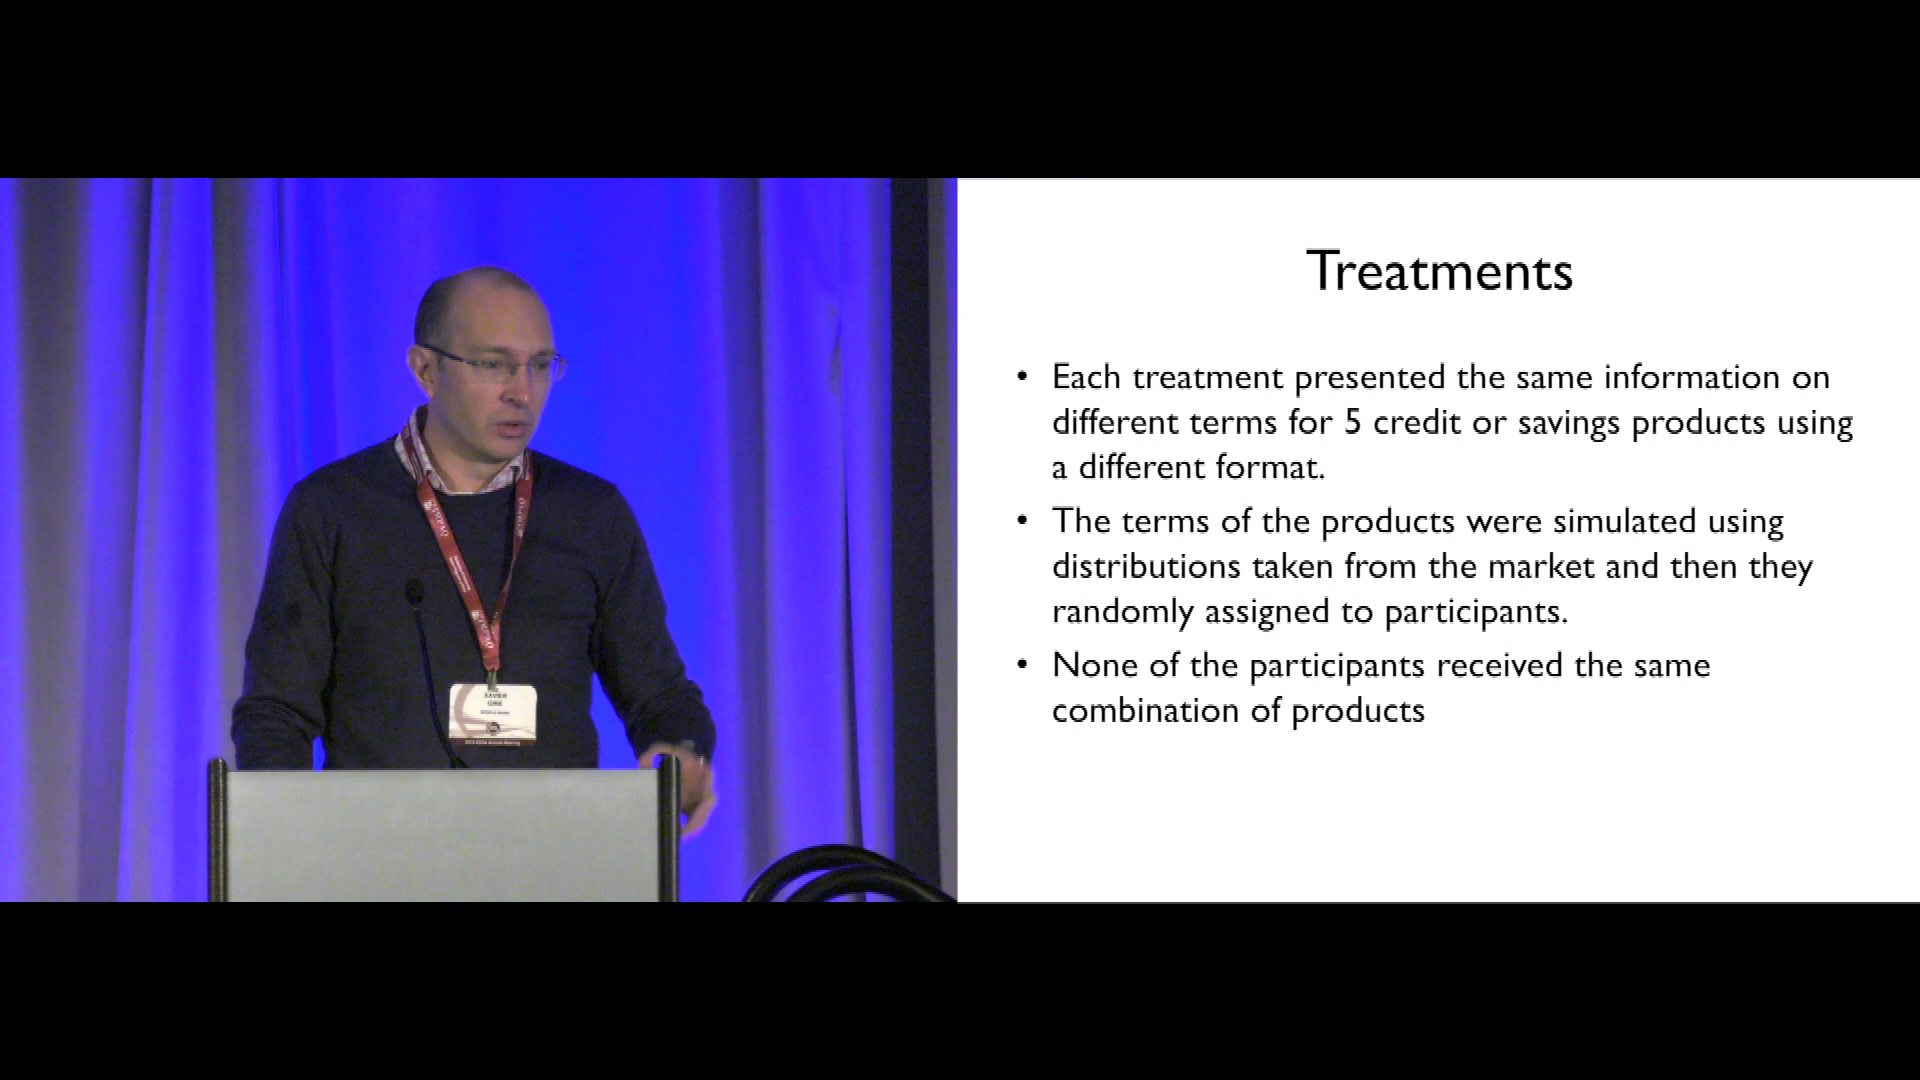 XAVIER
GINE
Treatments
• Each treatment presented the same information on
different terms for 5 credit or savings products using
a different format.
• The terms of the products were simulated using
distributions taken from the market and then they
randomly assigned to participants.
• None of the participants received the same
combination of products